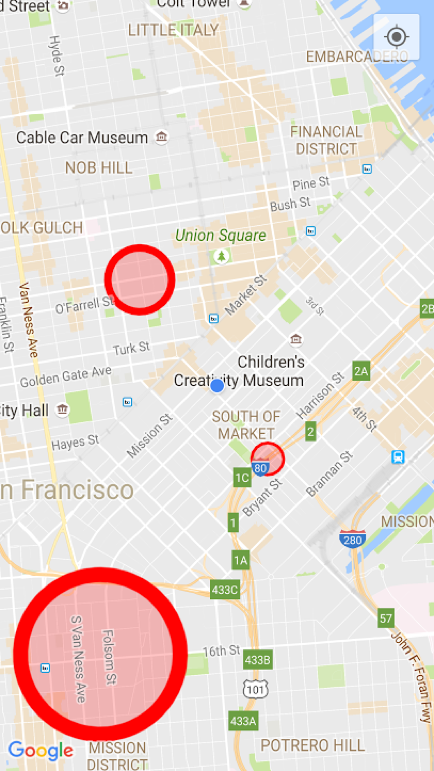 d Street
Coit Tower
Hyde St
LITTLE ITALY
EMBARCADERO
Cable Car Museum
FINANCIAL
DISTRICT
NOB HILL
Pine St
Bush St
OLK GULCH
Union Square
Van Ness Ave
Franklin St
O'Farrell St
Market St
3rd St
2B
Turk St
Golden Gate Ave
Children's
Creativity Museum
2A
City Hall
Harrison St
4th St
SOUTH OF
MARKET
2
Hayes St
Mission St
80
1C
Bryant St
Brannan St
n Francisco
1
MISSION
280
1A
433C
57
S Van Ness Ave
Folsom St
16th St
433B
John F. Foran Fwy
101
433A
Google
MISSION
DISTRICT
POTRERO HILL